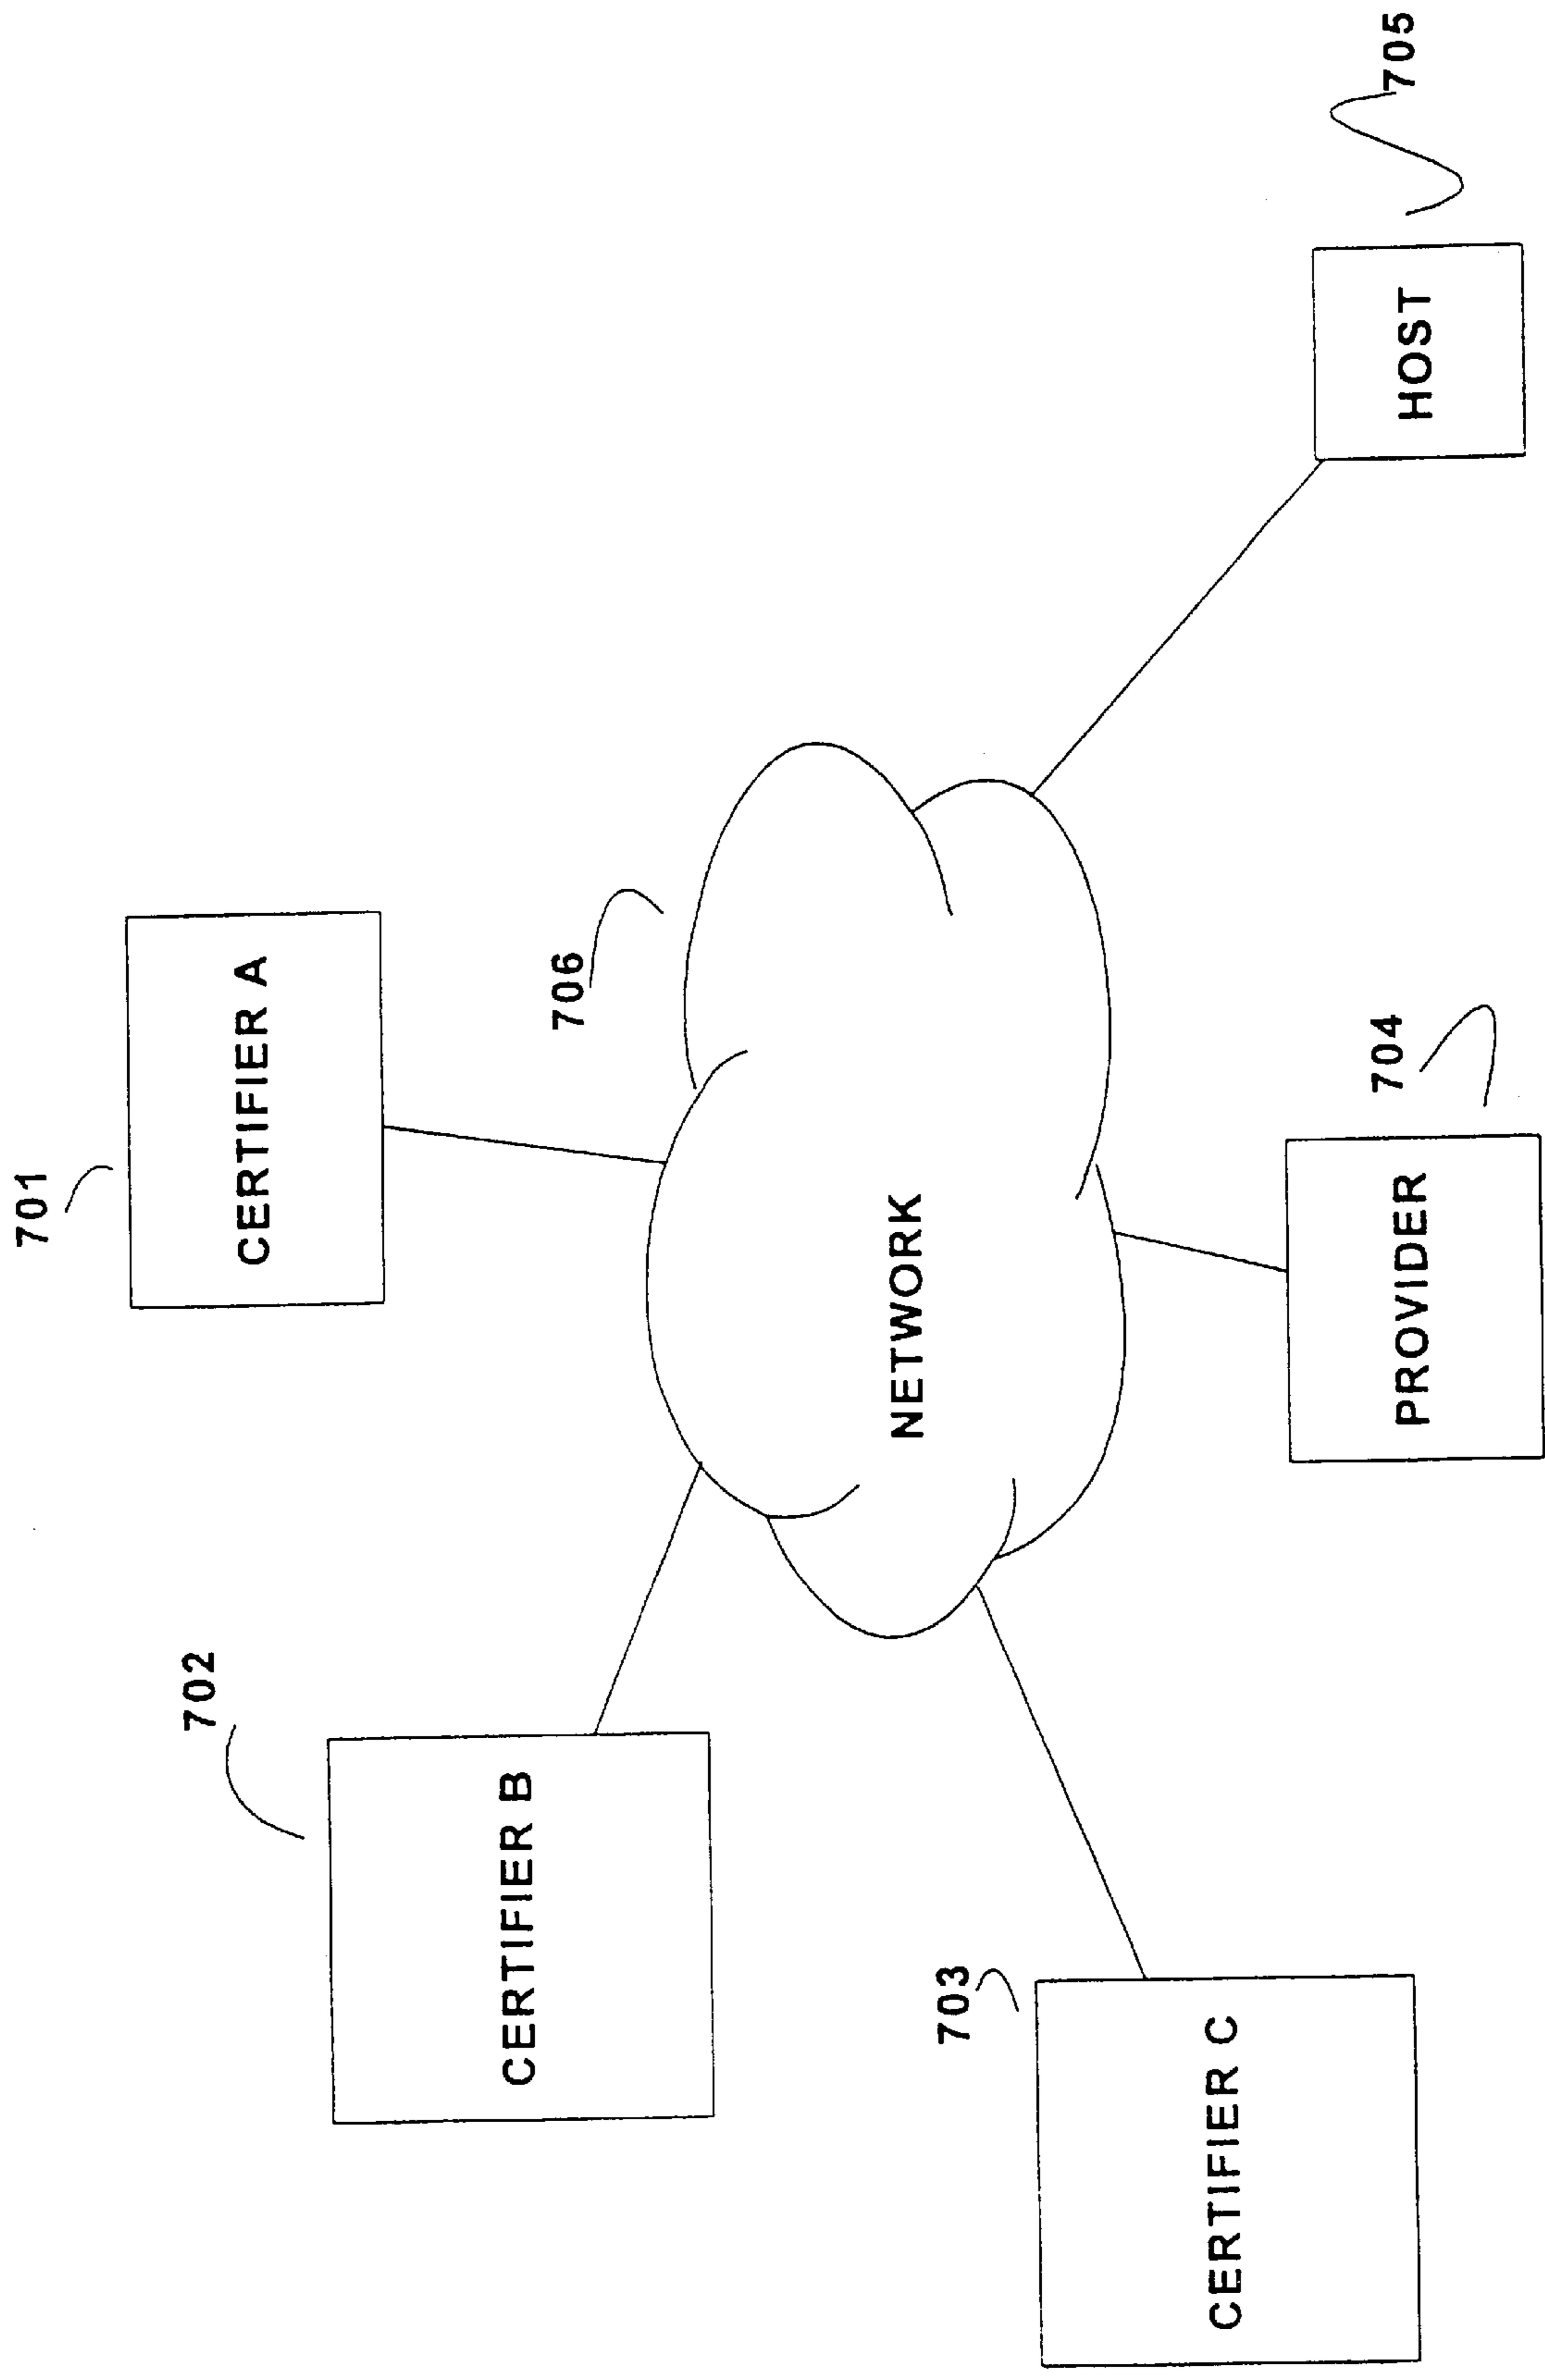 701
CERTIFIER A
702
CERTIFIER B
706
NETWORK
703
CERTIFIER C
704
PROVIDER
705
HOST